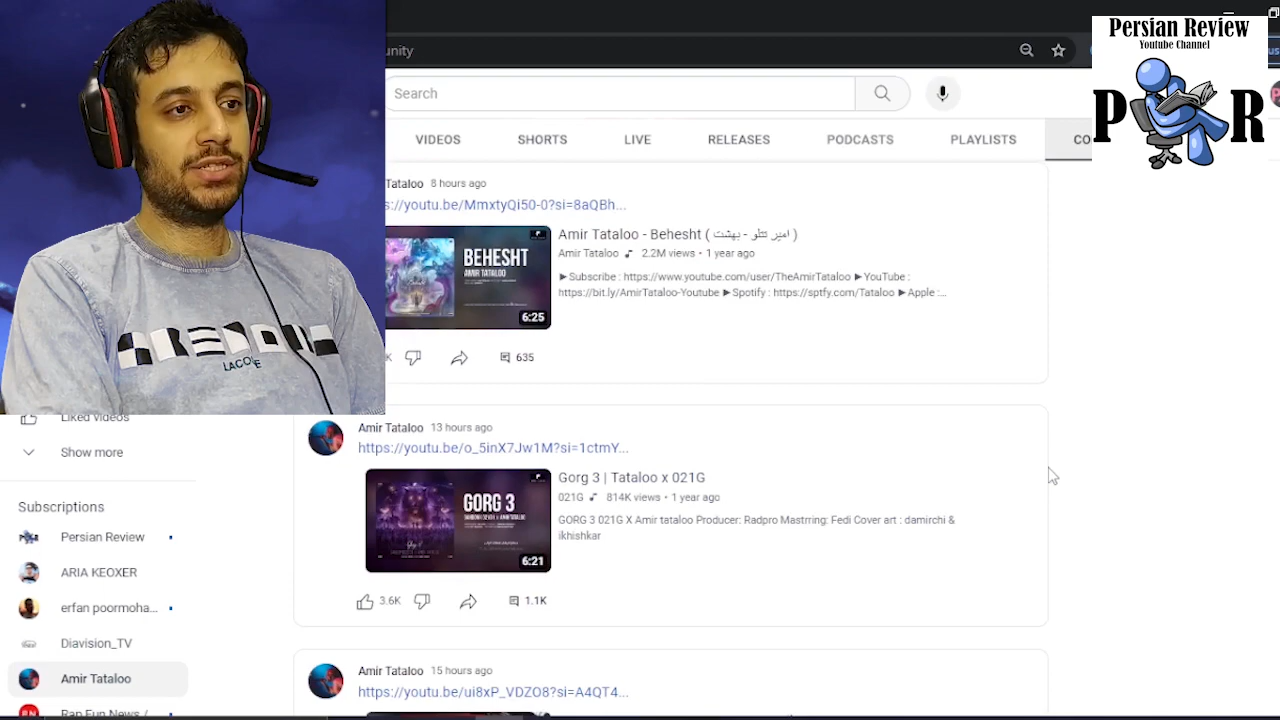 Persian Review
Youtube Channel
P R
unity
Search
VIDEOS SHORTS LIVE RELEASES PODCASTS PLAYLISTS CO
Tataloo 8 hours ago
s://youtu.be/MmxtyQi50-0?si=8aQBh...
BEHESHT
AMIR TATALOO
6:25
Amir Tataloo - Behesht ( امیر تتلو - بهشت )
Amir Tataloo 2.2M views • 1 year ago
►Subscribe : https://www.youtube.com/user/TheAmirTataloo ►YouTube :
https://bit.ly/AmirTataloo-Youtube ►Spotify : https://sptfy.com/Tataloo ►Apple :...
K 635
LACOSTE
Liked videos
Show more
Subscriptions
Persian Review
ARIA KEOXER
erfan poormoha...
Diavision_TV
Amir Tataloo
Rap Fun News /
Amir Tataloo 13 hours ago
https://youtu.be/o_5inX7Jw1M?si=1ctmY...
GORG 3
6:21
Gorg 3 | Tataloo x 021G
021G 814K views • 1 year ago
GORG 3 021G X Amir tataloo Producer: Radpro Mastrring: Fedi Cover art : damirchi &
ikhishkar
3.6K 1.1K
Amir Tataloo 15 hours ago
https://youtu.be/ui8xP_VDZO8?si=A4QT4...